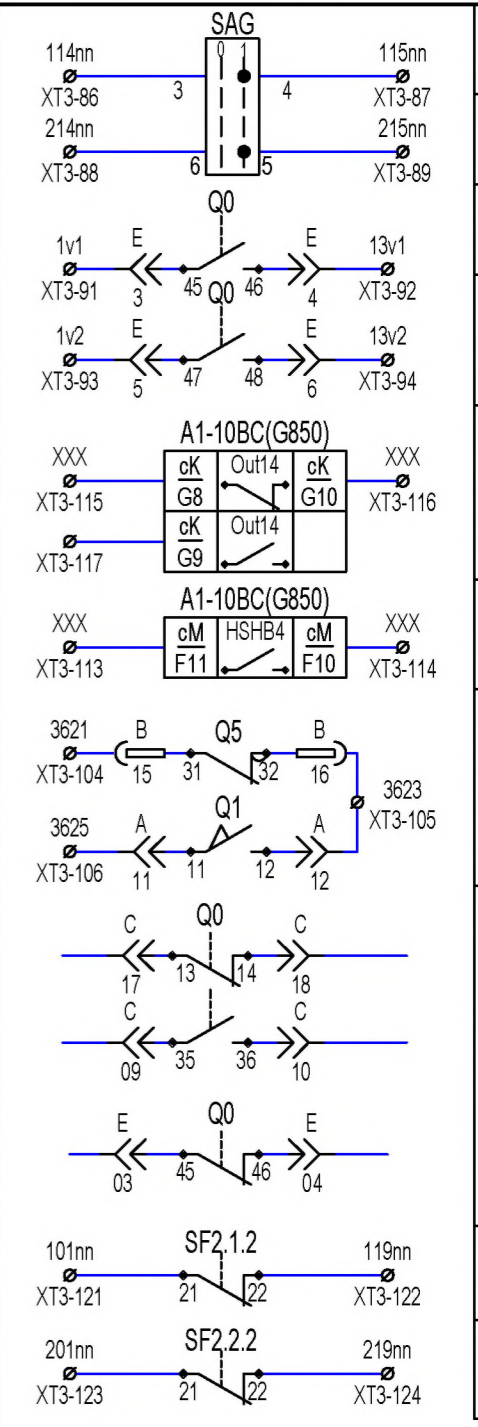 SAG
0 1
114nn 115nn
3 4
XT3-86 XT3-87
214nn 215nn
6 5
XT3-88 XT3-89
Q0
1v1 E E 13v1
XT3-91 3 45 46 4 XT3-92
Q0
1v2 E E 13v2
XT3-93 5 47 48 6 XT3-94
A1-10BC(G850)
XXX cK Out14 cK XXX
XT3-115 G8 G10 XT3-116
cK Out14
XT3-117 G9
A1-10BC(G850)
XXX cM HSHB4 cM XXX
XT3-113 F11 F10 XT3-114
3621 B Q5 B
XT3-104 15 31 32 16
3623
XT3-105
3625 A Q1 A
XT3-106 11 11 12 12
Q0
C C
17 13 14 18
C C
09 35 36 10
Q0
E E
03 45 46 04
SF2.1.2
101nn 119nn
XT3-121 21 22 XT3-122
SF2.2.2
201nn 219nn
XT3-123 21 22 XT3-124